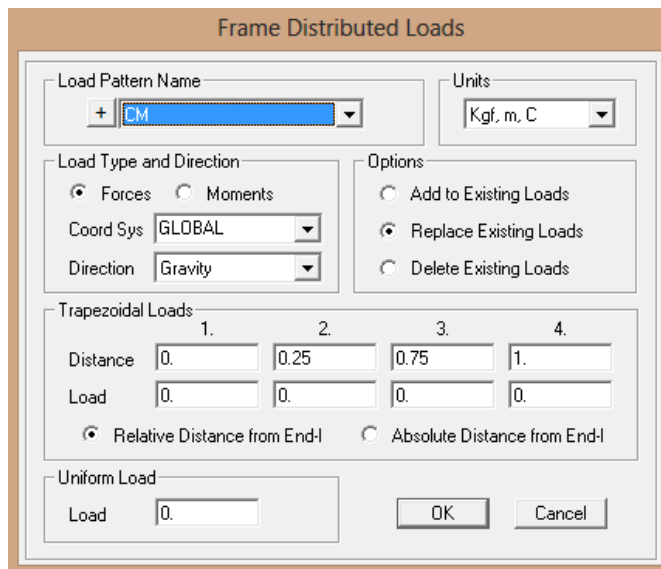 Frame Distributed Loads
Load Pattern Name
+ CM
Units
Kgf, m, C
Load Type and Direction
Forces Moments
Coord Sys GLOBAL
Direction Gravity
Options
Add to Existing Loads
Replace Existing Loads
Delete Existing Loads
Trapezoidal Loads
1. 2. 3. 4.
Distance 0. 0.25 0.75 1.
Load 0. 0. 0. 0.
Relative Distance from End-I Absolute Distance from End-I
Uniform Load
Load 0.
OK Cancel